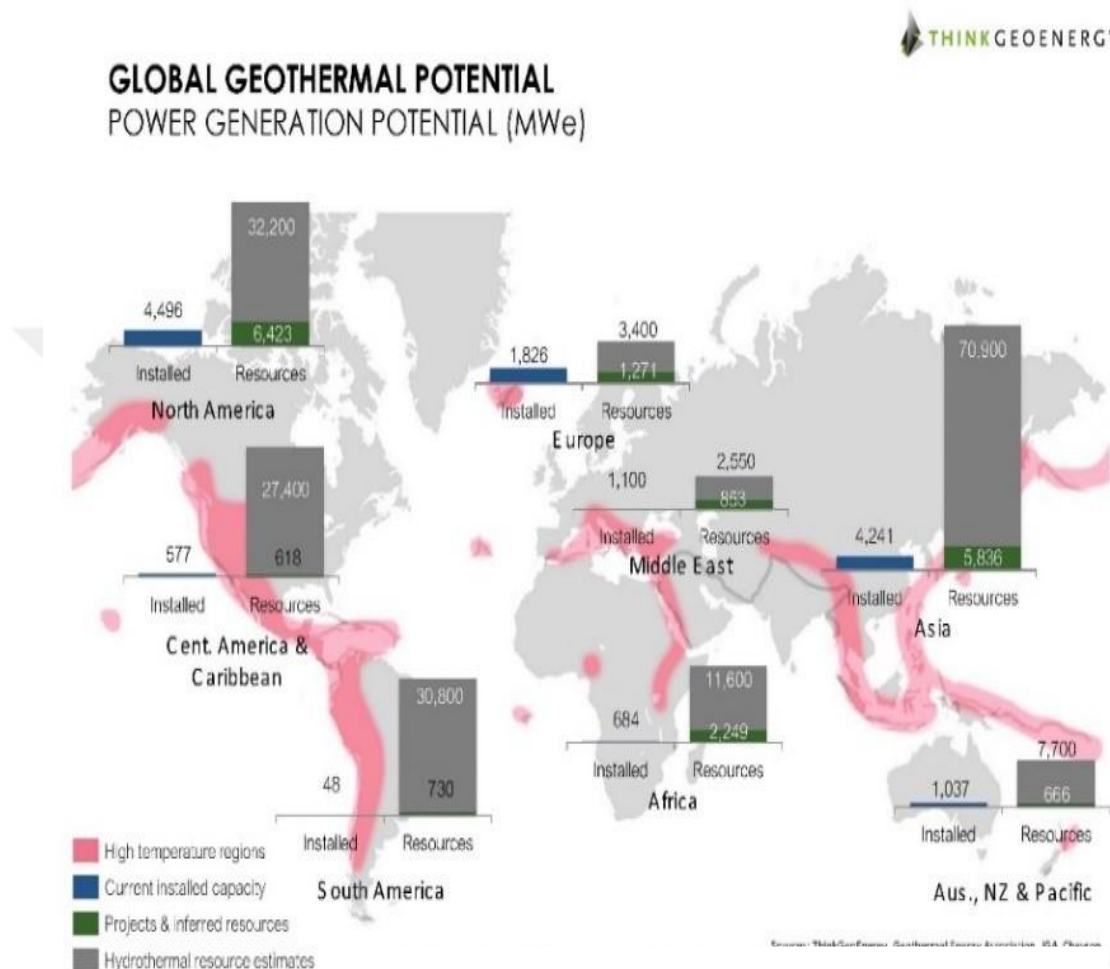 THINKGEOENERGY
GLOBAL GEOTHERMAL POTENTIAL
POWER GENERATION POTENTIAL (MWe)
32,200
4,496
6,423
Installed
Resources
North America
3,400
1,826
1,271
Installed
Resources
Europe
70,900
4,241
5,836
Installed
Resources
Asia
2,550
1,100
853
Installed
Resources
Middle East
27,400
577
618
Installed
Resources
Cent. America &
Caribbean
11,600
684
2,249
Installed
Resources
Africa
30,800
48
730
Installed
Resources
South America
7,700
1,037
666
Installed
Resources
Aus., NZ & Pacific
High temperature regions
Current installed capacity
Projects & inferred resources
Hydrothermal resource estimates